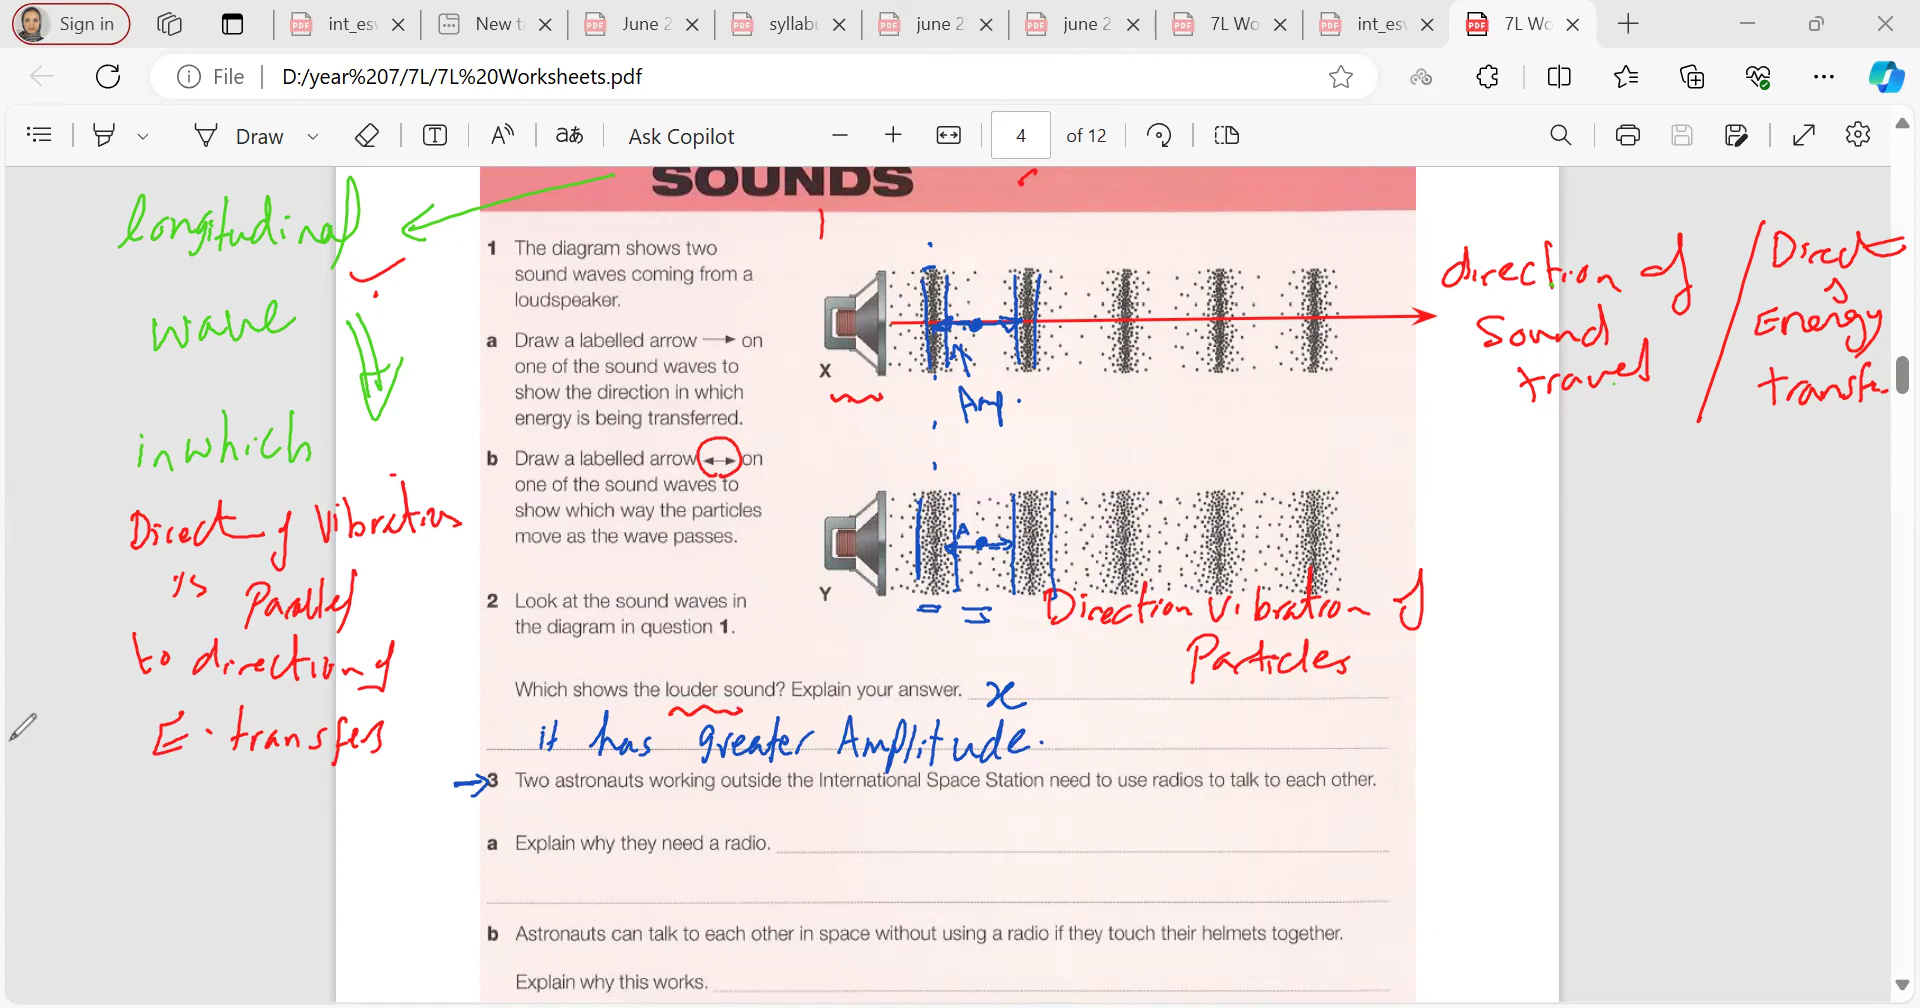 Sign in
int_esv
New t
June 2
syllabu
june 2
june 2
7L Wo
int_esv
7L Wo
File
D:/year%207/7L/7L%20Worksheets.pdf
Draw
Ask Copilot
4
of 12
SOUNDS
longitudinal
wave
in which
Direct of Vibrations
is Parallel
to direction of
E. transfer
1 The diagram shows two
sound waves coming from a
loudspeaker.
a Draw a labelled arrow → on
one of the sound waves to
show the direction in which
energy is being transferred.
b Draw a labelled arrow ↔ on
one of the sound waves to
show which way the particles
move as the wave passes.
X
Amp.
direction of
Sound
travel
Direct
of
Energy
transfe.
Y
A
Direction Vibration of
Particles
2 Look at the sound waves in
the diagram in question 1.
Which shows the louder sound? Explain your answer. x
it has greater Amplitude.
3 Two astronauts working outside the International Space Station need to use radios to talk to each other.
a Explain why they need a radio.
b Astronauts can talk to each other in space without using a radio if they touch their helmets together.
Explain why this works.